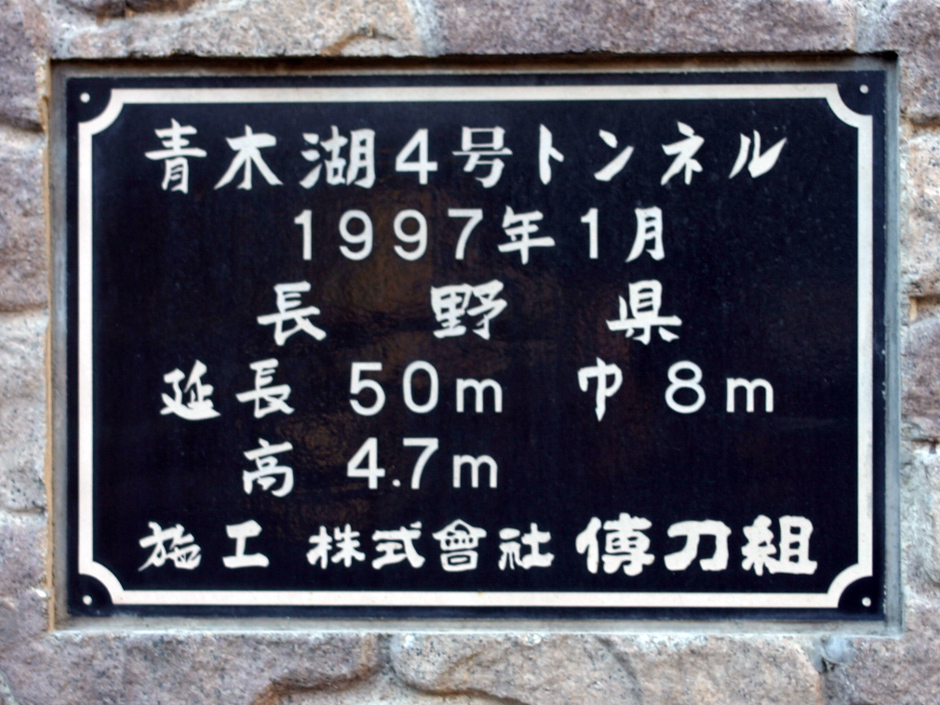 青木湖4号トンネル
1997年1月
長野県
延長 50m 巾 8m
高 4.7m
施工 株式會社 傳刀組